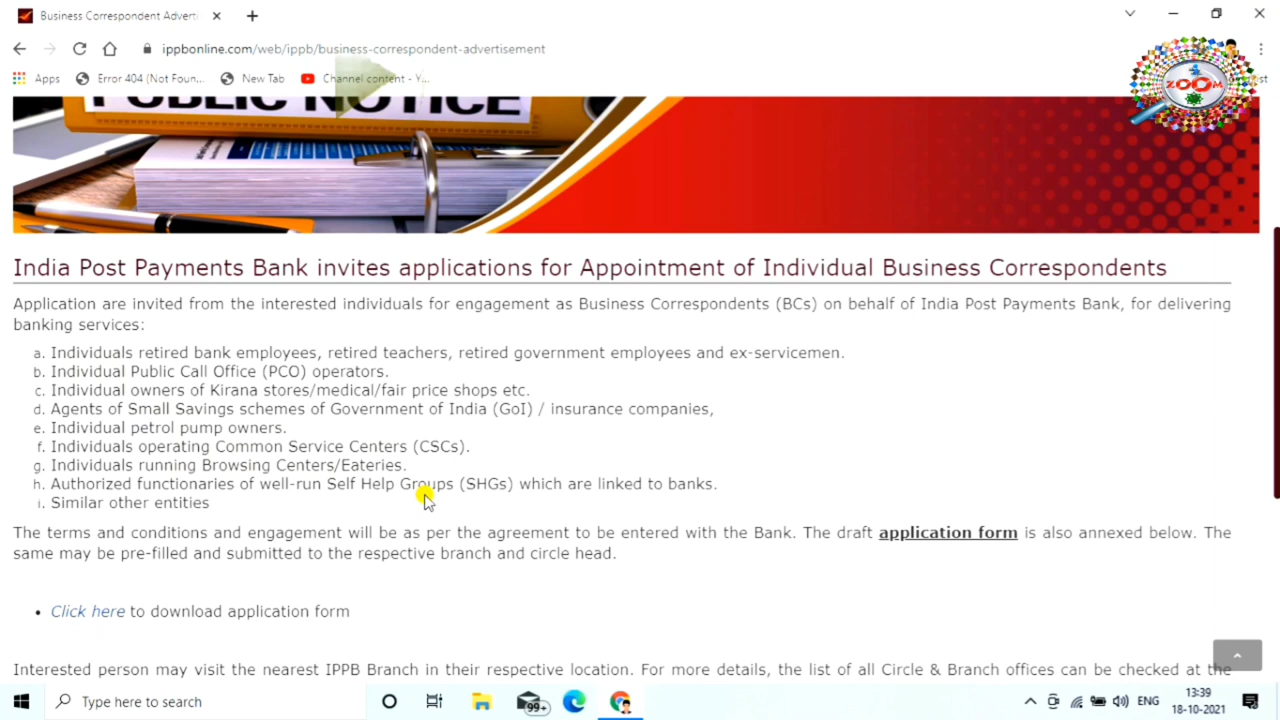 Business Correspondent Adverti
ippbonline.com/web/ippb/business-correspondent-advertisement
Apps
Error 404 (Not Foun...
New Tab
Channel content - Y...
ZOOM
PUBLIC NOTICE
India Post Payments Bank invites applications for Appointment of Individual Business Correspondents
Application are invited from the interested individuals for engagement as Business Correspondents (BCs) on behalf of India Post Payments Bank, for delivering
banking services:
a. Individuals retired bank employees, retired teachers, retired government employees and ex-servicemen.
b. Individual Public Call Office (PCO) operators.
c. Individual owners of Kirana stores/medical/fair price shops etc.
d. Agents of Small Savings schemes of Government of India (GoI) / insurance companies,
e. Individual petrol pump owners.
f. Individuals operating Common Service Centers (CSCs).
g. Individuals running Browsing Centers/Eateries.
h. Authorized functionaries of well-run Self Help Groups (SHGs) which are linked to banks.
i. Similar other entities
The terms and conditions and engagement will be as per the agreement to be entered with the Bank. The draft application form is also annexed below. The
same may be pre-filled and submitted to the respective branch and circle head.
• Click here to download application form
Interested person may visit the nearest IPPB Branch in their respective location. For more details, the list of all Circle & Branch offices can be checked at the
Type here to search
99+
ENG
13:39
18-10-2021